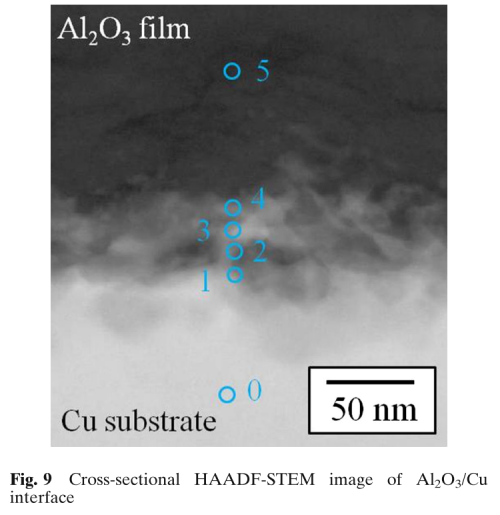 Al₂O₃ film
5
4
3
2
1
0
Cu substrate
50 nm
Fig. 9 Cross-sectional HAADF-STEM image of Al₂O₃/Cu
interface